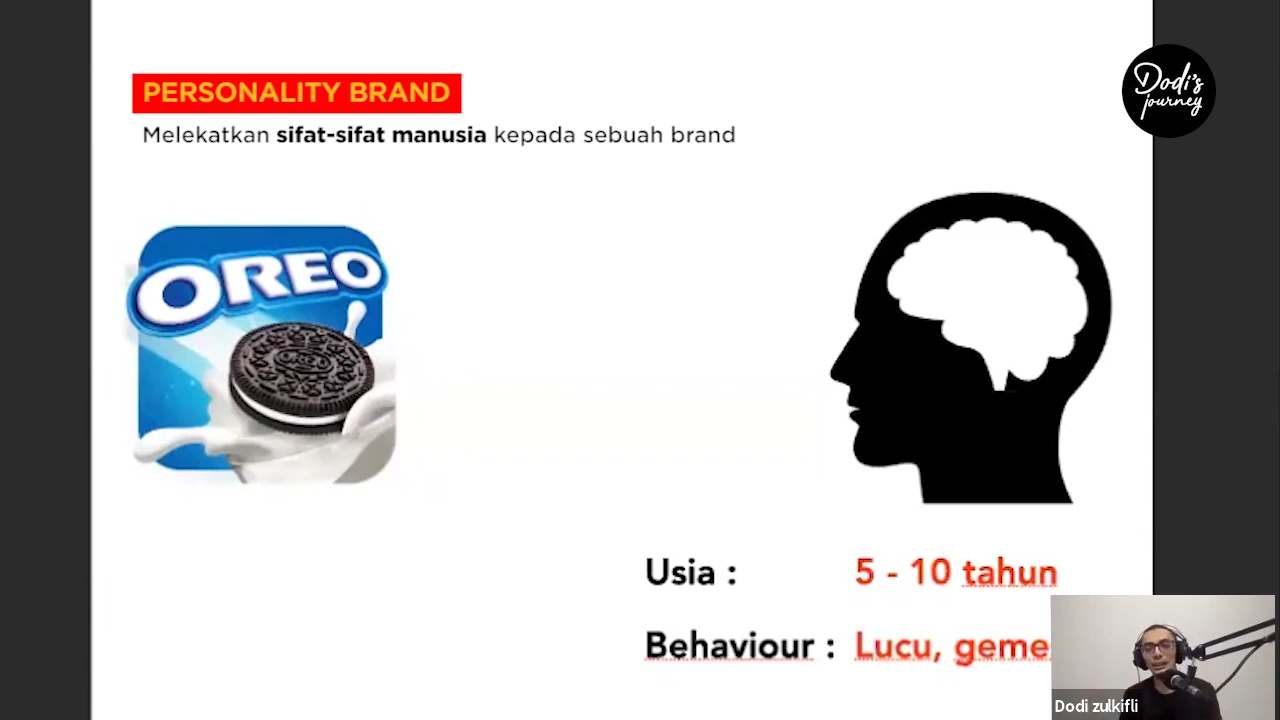 PERSONALITY BRAND
Dodi's
journey
Melekatkan sifat-sifat manusia kepada sebuah brand
OREO
Usia : 5 - 10 tahun
Behaviour : Lucu, geme
Dodi zulkifli